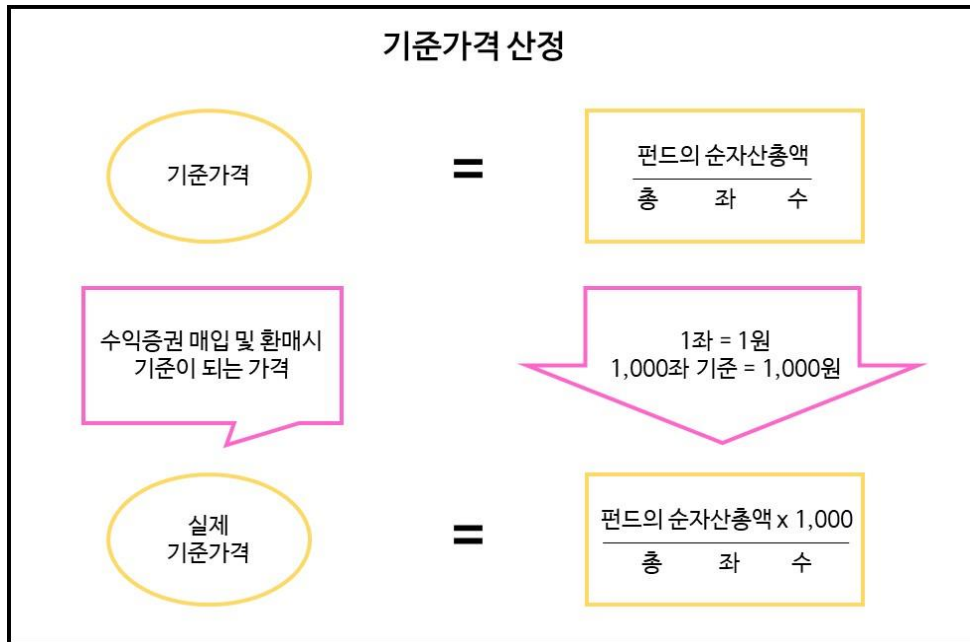 기준가격 산정
기준가격
=
펀드의 순자산총액
총 좌 수
수익증권 매입 및 환매시
기준이 되는 가격
1좌 = 1원
1,000좌 기준 = 1,000원
실제
기준가격
=
펀드의 순자산총액 x 1,000
총 좌 수